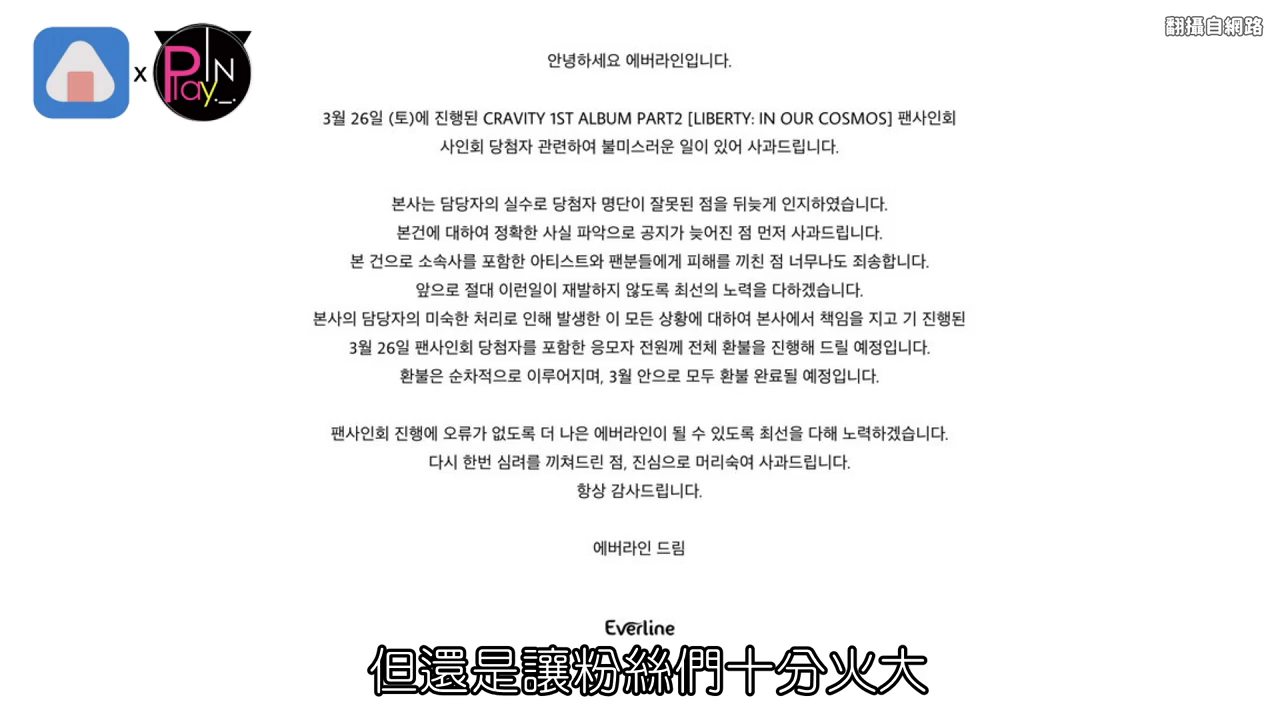 翻攝自網路
x
PLay IN
안녕하세요 에버라인입니다.
3월 26일 (토)에 진행된 CRAVITY 1ST ALBUM PART2 [LIBERTY: IN OUR COSMOS] 팬사인회
사인회 당첨자 관련하여 불미스러운 일이 있어 사과드립니다.
본사는 담당자의 실수로 당첨자 명단이 잘못된 점을 뒤늦게 인지하였습니다.
본건에 대하여 정확한 사실 파악으로 공지가 늦어진 점 먼저 사과드립니다.
본 건으로 소속사를 포함한 아티스트와 팬분들에게 피해를 끼친 점 너무나도 죄송합니다.
앞으로 절대 이런일이 재발하지 않도록 최선의 노력을 다하겠습니다.
본사의 담당자의 미숙한 처리로 인해 발생한 이 모든 상황에 대하여 본사에서 책임을 지고 기 진행된
3월 26일 팬사인회 당첨자를 포함한 응모자 전원께 전체 환불을 진행해 드릴 예정입니다.
환불은 순차적으로 이루어지며, 3월 안으로 모두 환불 완료될 예정입니다.
팬사인회 진행에 오류가 없도록 더 나은 에버라인이 될 수 있도록 최선을 다해 노력하겠습니다.
다시 한번 심려를 끼쳐드린 점, 진심으로 머리숙여 사과드립니다.
항상 감사드립니다.
에버라인 드림
Everline
但還是讓粉絲們十分火大